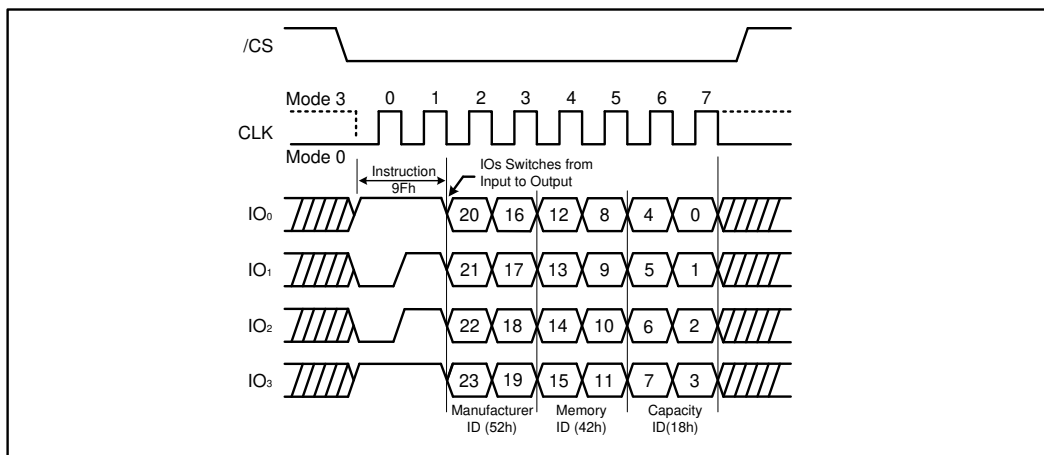 /CS
Mode 3
0 1 2 3 4 5 6 7
CLK
Mode 0
Instruction
9Fh
IOs Switches from
Input to Output
IO₀ 20 16 12 8 4 0
IO₁ 21 17 13 9 5 1
IO₂ 22 18 14 10 6 2
IO₃ 23 19 15 11 7 3
Manufacturer
ID (52h)
Memory
ID (42h)
Capacity
ID(18h)